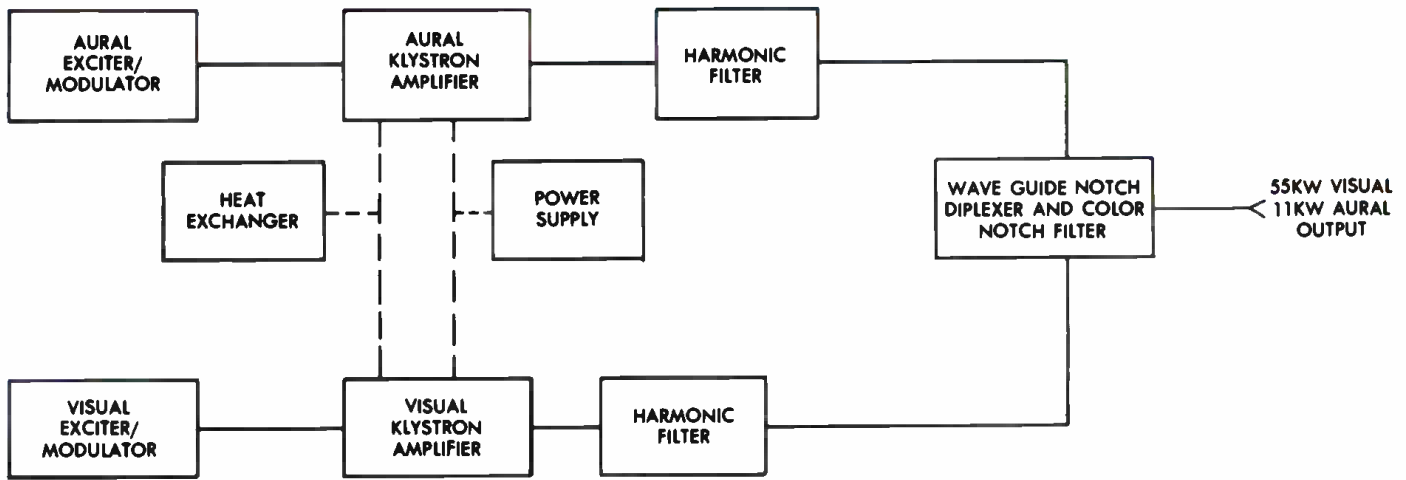 AURAL
EXCITER/
MODULATOR
AURAL
KLYSTRON
AMPLIFIER
HARMONIC
FILTER
HEAT
EXCHANGER
POWER
SUPPLY
WAVE GUIDE NOTCH
DIPLEXER AND COLOR
NOTCH FILTER
55KW VISUAL
11KW AURAL
OUTPUT
VISUAL
EXCITER/
MODULATOR
VISUAL
KLYSTRON
AMPLIFIER
HARMONIC
FILTER